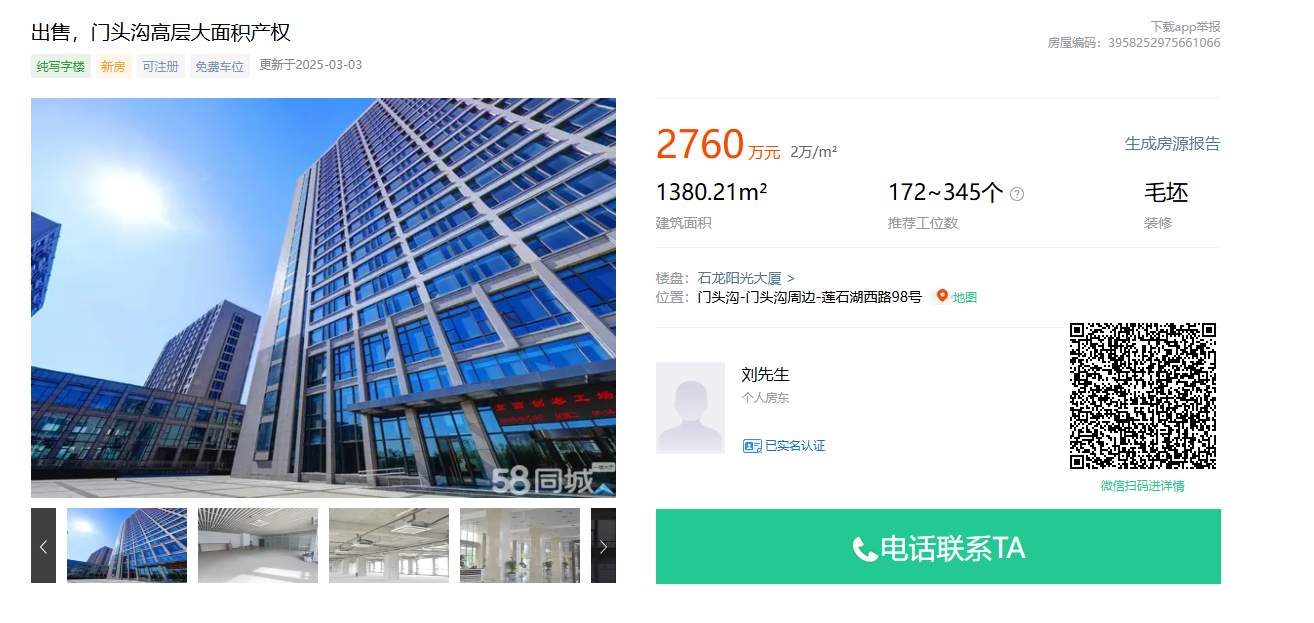 出售，门头沟高层大面积产权
下载app举报
房屋编码：3958252975661066
纯写字楼 新房 可注册 免费车位 更新于2025-03-03
2760万元 2万/m²
生成房源报告
1380.21m² 172~345个 毛坯
建筑面积 推荐工位数 装修
楼盘：石龙阳光大厦 >
位置：门头沟-门头沟周边-莲石湖西路98号 地图
刘先生
个人房东
已实名认证
微信扫码进详情
58同城
电话联系TA